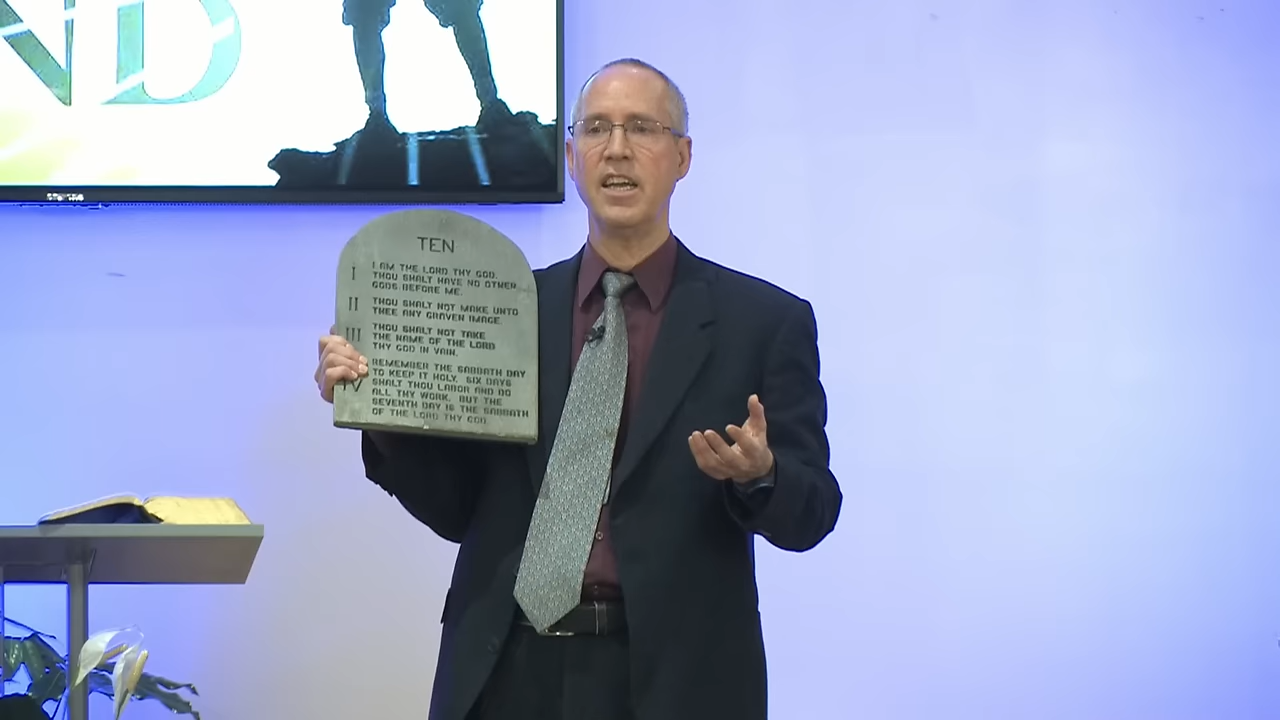 ND
TEN
I
I AM THE LORD THY GOD.
THOU SHALT HAVE NO OTHER
GODS BEFORE ME.
II
THOU SHALT NOT MAKE UNTO
THEE ANY GRAVEN IMAGE.
III
THOU SHALT NOT TAKE
THE NAME OF THE LORD
THY GOD IN VAIN.
IV
REMEMBER THE SABBATH DAY
TO KEEP IT HOLY. SIX DAYS
SHALT THOU LABOR AND DO
ALL THY WORK. BUT THE
SEVENTH DAY IS THE SABBATH
OF THE LORD THY GOD